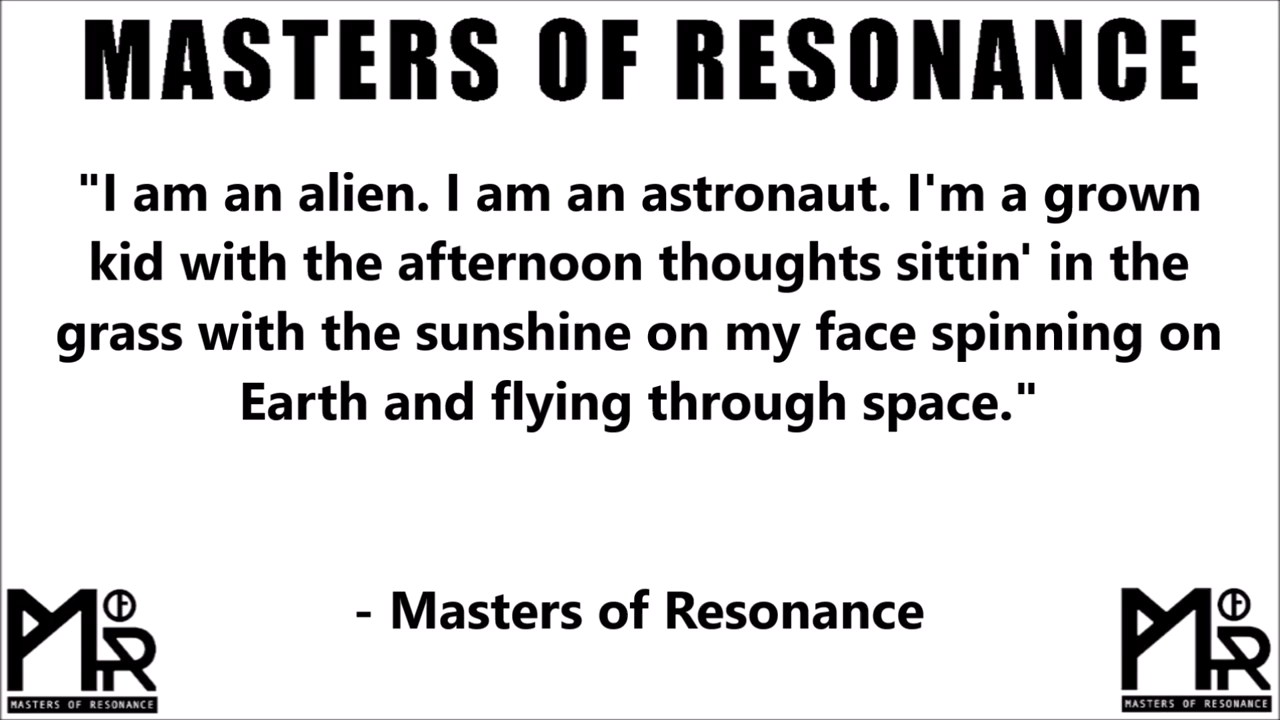 MASTERS OF RESONANCE
"I am an alien. I am an astronaut. I'm a grown
kid with the afternoon thoughts sittin' in the
grass with the sunshine on my face spinning on
Earth and flying through space."
- Masters of Resonance
MOFR
MASTERS OF RESONANCE
MOFR
MASTERS OF RESONANCE